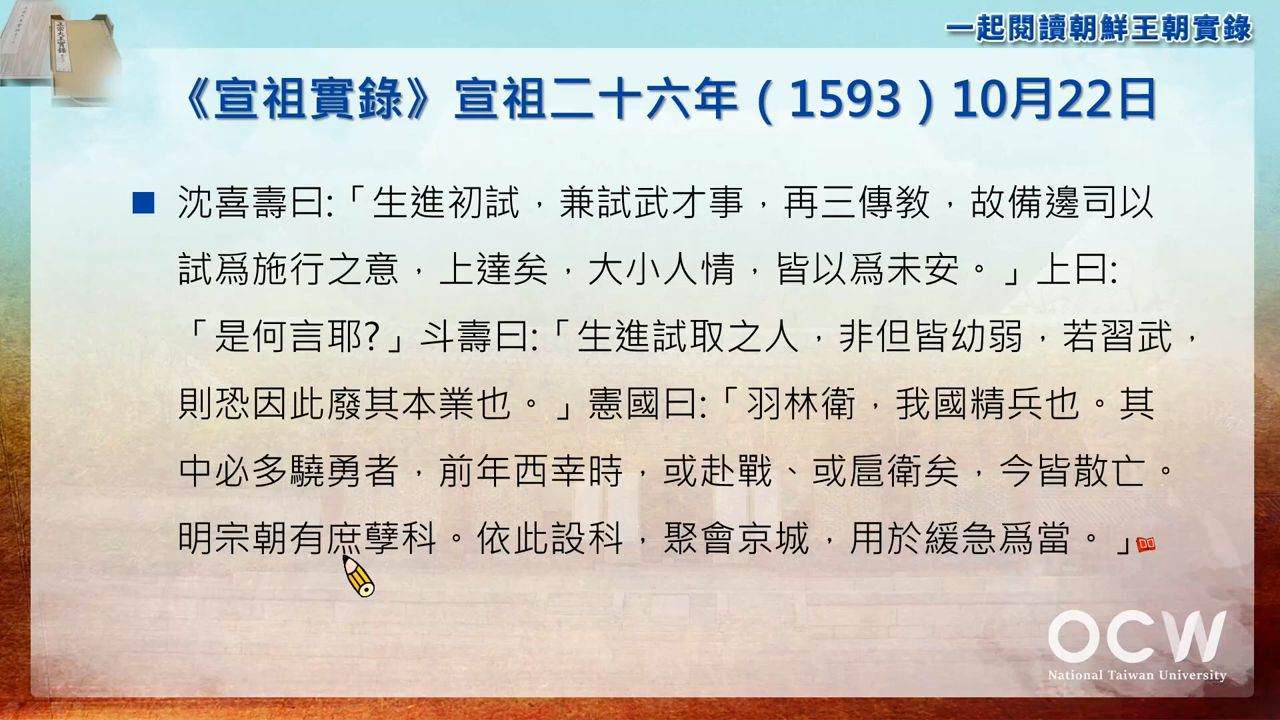 一起閱讀朝鮮王朝實錄
《宣祖實錄》宣祖二十六年（1593）10月22日
沈喜壽曰:「生進初試，兼試武才事，再三傳敎，故備邊司以
試爲施行之意，上達矣，大小人情，皆以爲未安。」上曰:
「是何言耶?」斗壽曰:「生進試取之人，非但皆幼弱，若習武，
則恐因此廢其本業也。」憲國曰:「羽林衛，我國精兵也。其
中必多驍勇者，前年西幸時，或赴戰、或扈衛矣，今皆散亡。
明宗朝有庶孽科。依此設科，聚會京城，用於緩急爲當。」
OCW
National Taiwan University